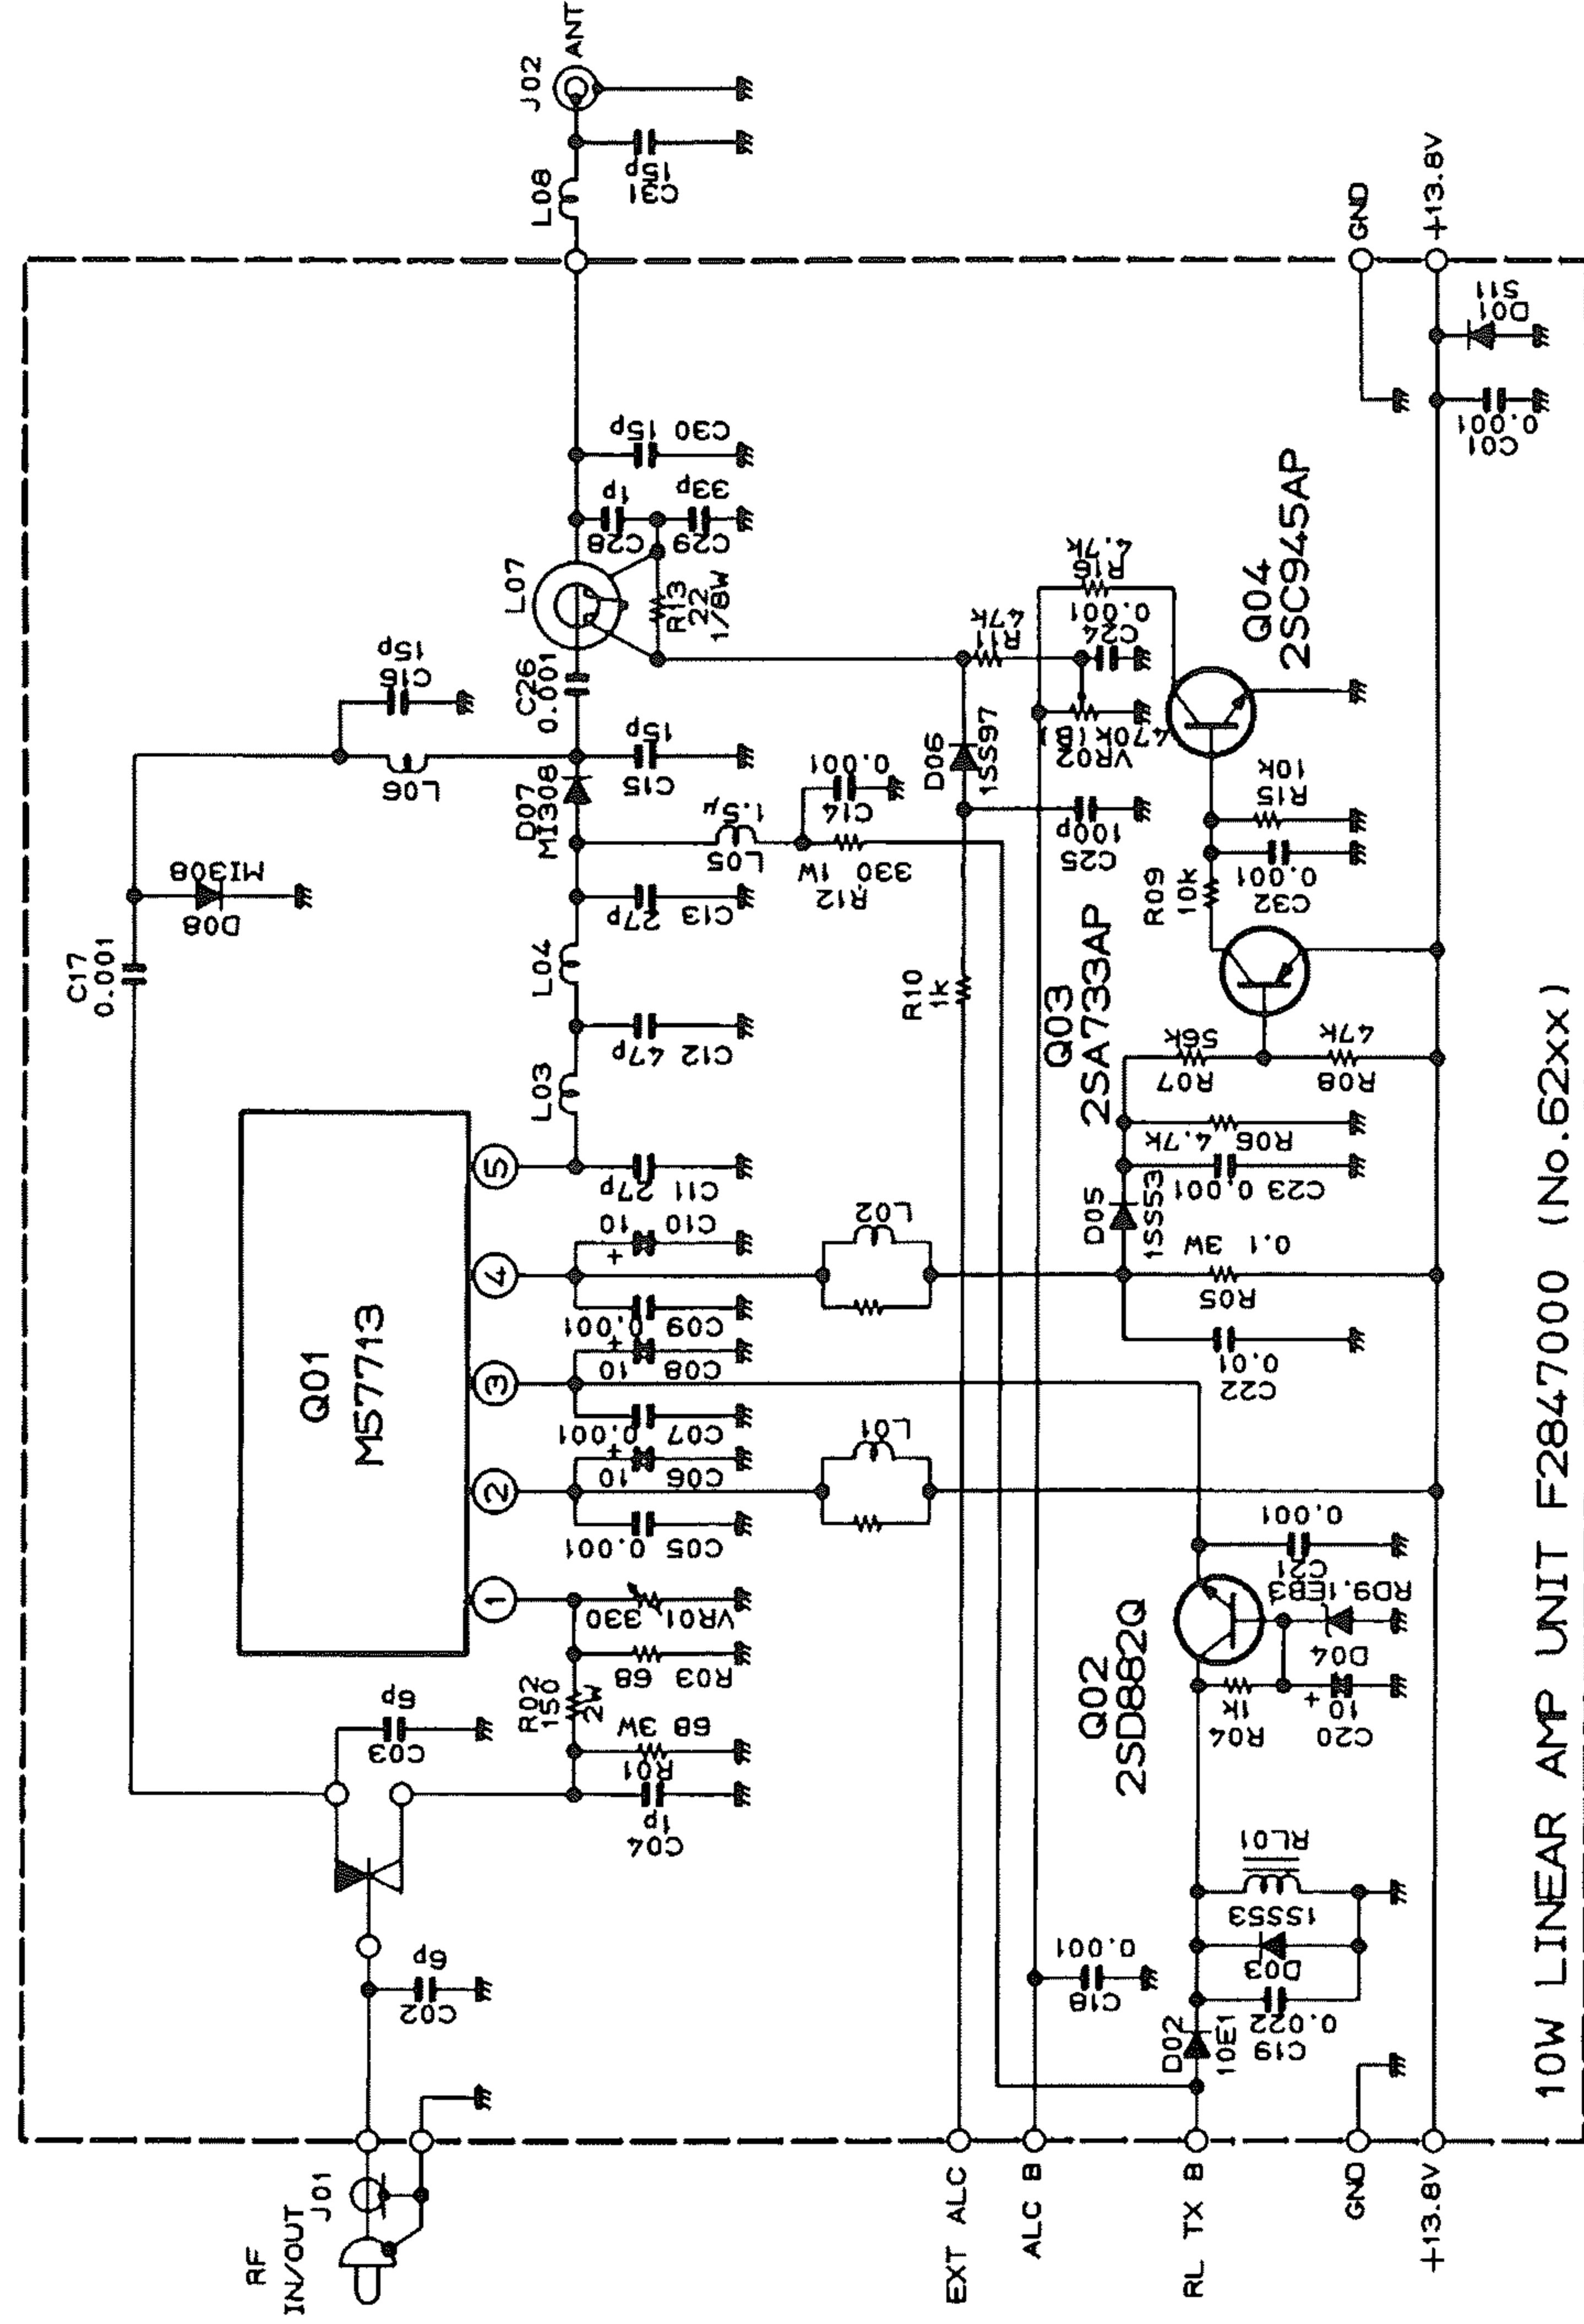 RF
IN/OUT
J01
C02
6p
C03
6p
C17
0.001
D08
MI308
L06
C16
15p
Q01
M57713
1
2
3
4
5
C04
1p
R01
68 3W
R02
150
2W
R03
68
VR01
330
C05
0.001
C06
10
+
C07
0.001
C08
10
+
C09
0.001
C10
10
+
C11
27p
L03
C12
47p
L04
C13
27p
D07
MI308
C15
15p
C26
0.001
L07
R13
22
1/8W
C28
1p
C29
33p
C30
15p
L08
C31
15p
J02
ANT
L01
L02
L05
1.5μ
R12
330 1W
C14
0.001
EXT ALC
R10
1k
D06
1SS97
C25
100p
R11
47k
ALC B
C18
0.001
VR02
470k(B)
C24
0.001
R16
4.7k
RL TX B
D02
10E1
C19
0.022
D03
1SS53
RL01
Q02
2SD882Q
R04
1k
C20
10
+
D04
RD9.1EB3
C21
0.001
C22
0.01
R05
0.1 3W
D05
1SS53
C23
0.001
R06
4.7k
R07
56k
R08
47k
Q03
2SA733AP
R09
10k
C32
0.001
R15
10k
Q04
2SC945AP
GND
GND
+13.8V
+13.8V
C01
0.001
D01
S11
10W LINEAR AMP UNIT F2847000 (No.62xx)